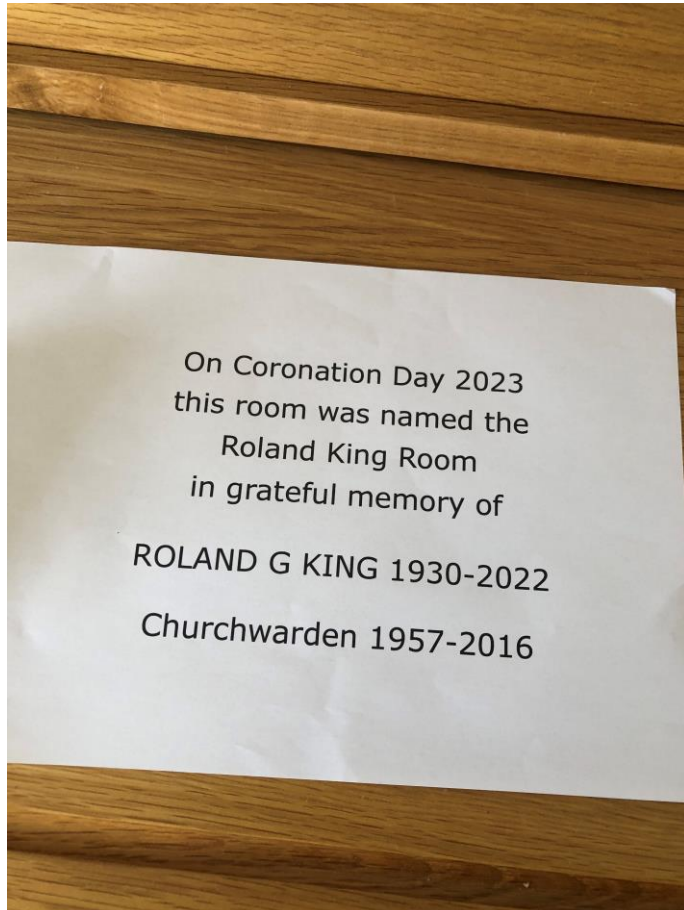 On Coronation Day 2023
this room was named the
Roland King Room
in grateful memory of
ROLAND G KING 1930-2022
Churchwarden 1957-2016